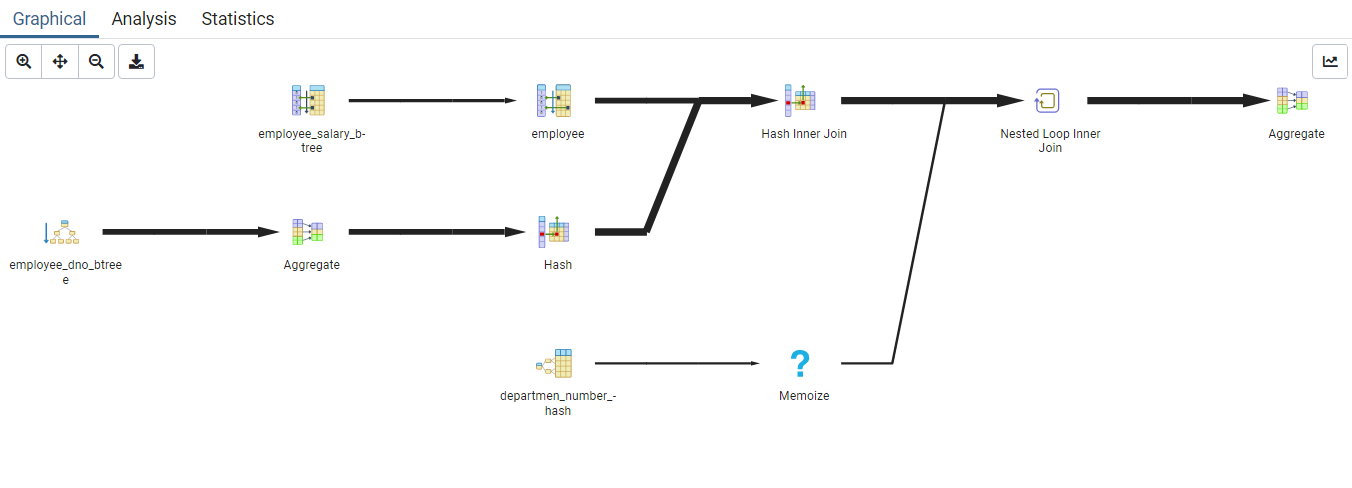 Graphical Analysis Statistics
employee_salary_b-
tree
employee
Hash Inner Join
Nested Loop Inner
Join
Aggregate
employee_dno_btree
e
Aggregate
Hash
departmen_number_-
hash
?
Memoize